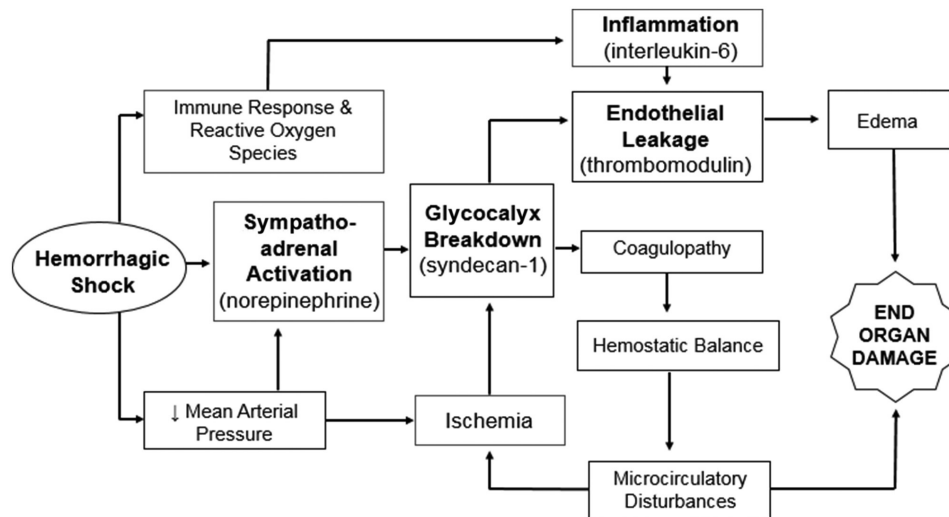 Inflammation
(interleukin-6)
Immune Response &
Reactive Oxygen
Species
Endothelial
Leakage
(thrombomodulin)
Edema
Hemorrhagic
Shock
Sympatho-
adrenal
Activation
(norepinephrine)
Glycocalyx
Breakdown
(syndecan-1)
Coagulopathy
Hemostatic Balance
END
ORGAN
DAMAGE
↓ Mean Arterial
Pressure
Ischemia
Microcirculatory
Disturbances